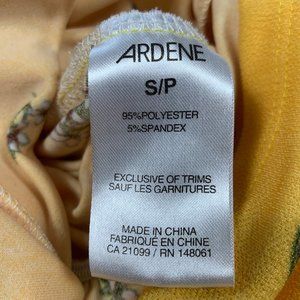 ARDENE
S/P
95%POLYESTER
5%SPANDEX
EXCLUSIVE OF TRIMS
SAUF LES GARNITURES
MADE IN CHINA
FABRIQUÉ EN CHINE
CA 21099 / RN 148061